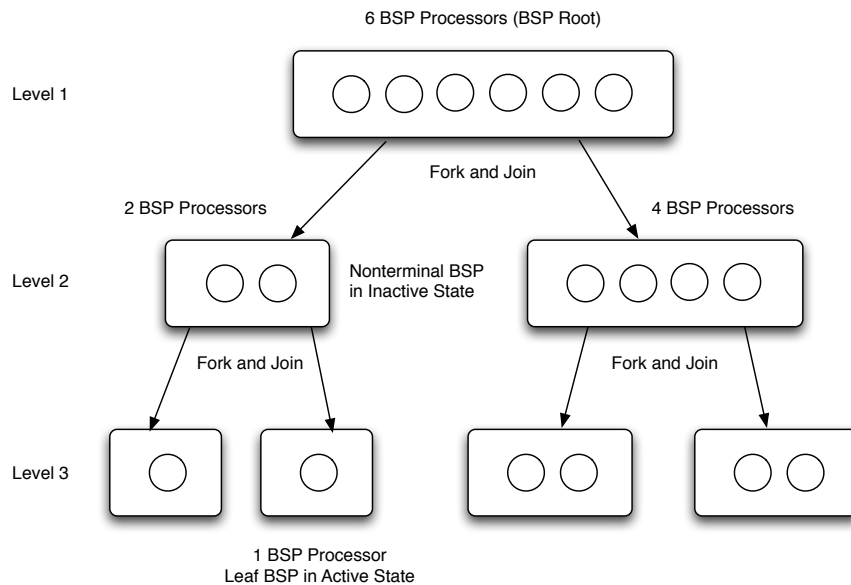 6 BSP Processors (BSP Root)
Level 1
Fork and Join
2 BSP Processors
4 BSP Processors
Level 2
Nonterminal BSP
in Inactive State
Fork and Join
Fork and Join
Level 3
1 BSP Processor
Leaf BSP in Active State